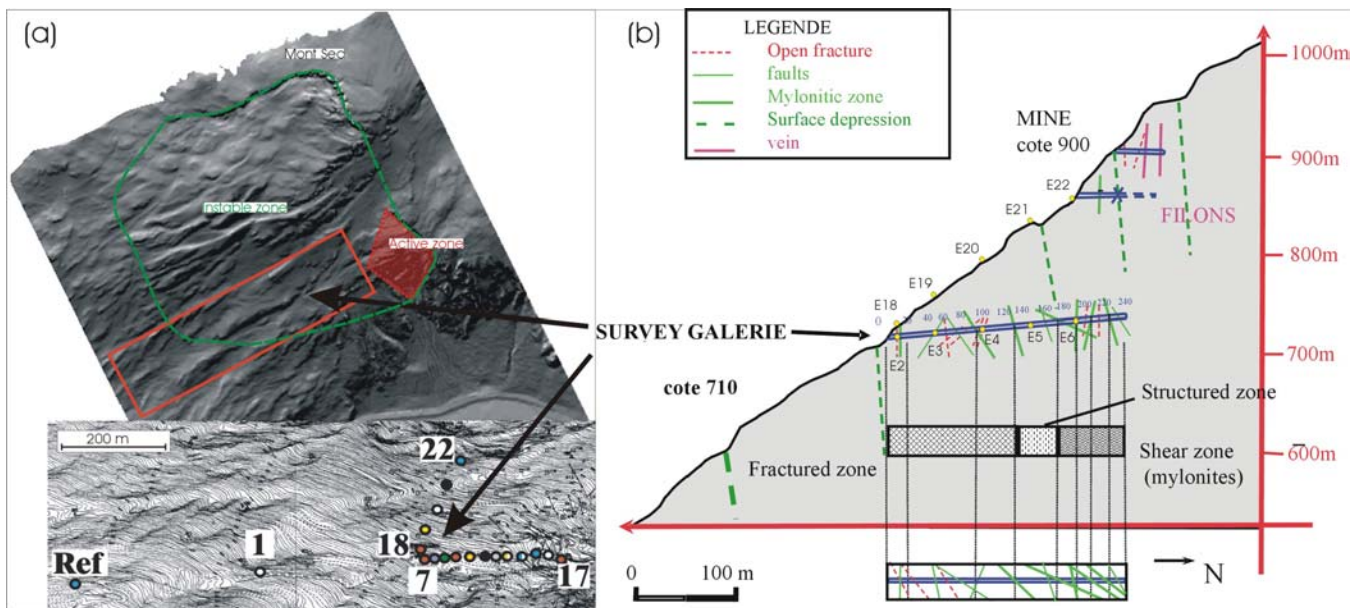 (a)
Mont Sec
Instable zone
Active zone
200 m
22
18
1
Ref
7
17
SURVEY GALERIE
(b)
LEGENDE
Open fracture
faults
Mylonitic zone
Surface depression
vein
1000m
MINE
cote 900
900m
E22
FILONS
E21
800m
E20
E19
E18
0 40 60 80 100 120 140 160 180 200 220 240
E2 E3 E4 E5 E6
700m
cote 710
Structured zone
600m
Fractured zone
Shear zone
(mylonites)
0 100 m
N